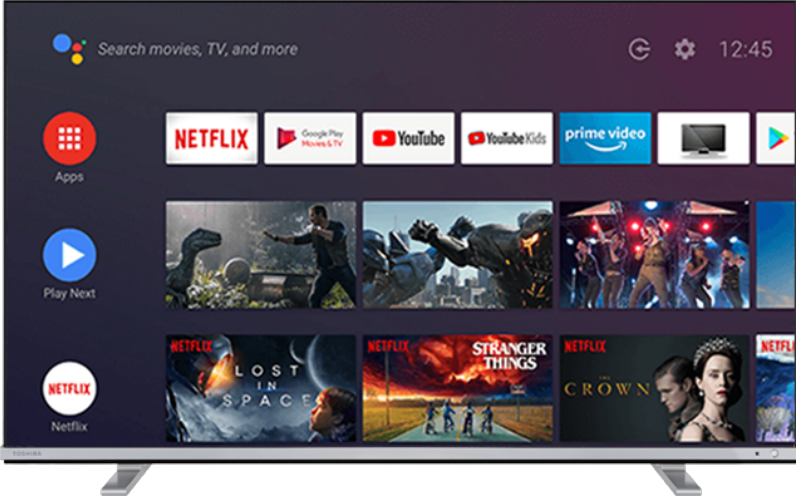 Search movies, TV, and more
12:45
Apps
NETFLIX
Google Play
Movies & TV
YouTube
YouTube Kids
prime video
Play Next
NETFLIX
Netflix
NETFLIX
LOST
IN
SPACE
NETFLIX
STRANGER
THINGS
NETFLIX
THE
CROWN
NETFLI
TOSHIBA